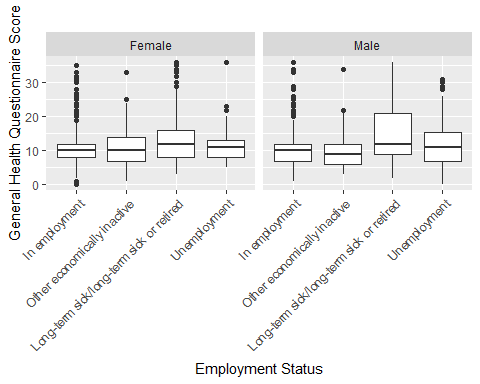 General Health Questionnaire Score
Female
Male
30
20
10
0
In employment
Other economically inactive
Long-term sick/long-term sick or retired
Unemployment
In employment
Other economically inactive
Long-term sick/long-term sick or retired
Unemployment
Employment Status